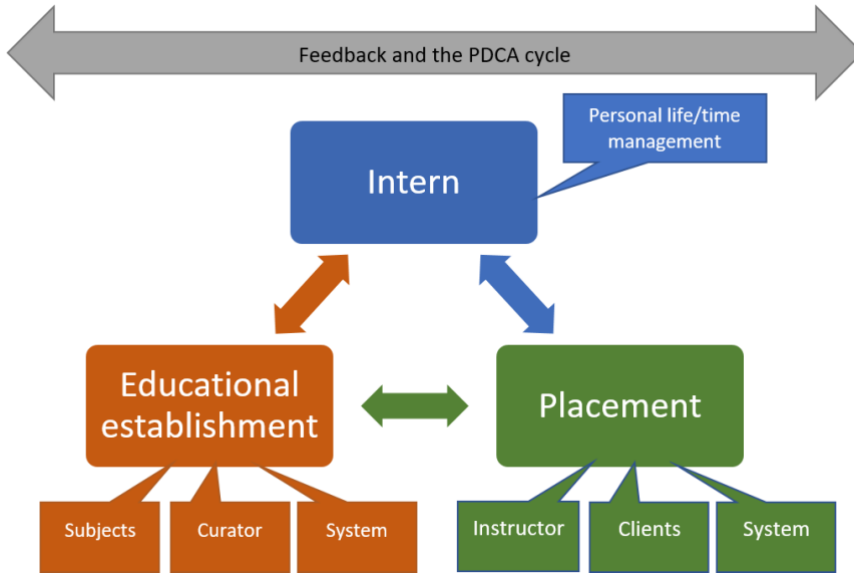 Feedback and the PDCA cycle
Personal life/time
management
Intern
Educational
establishment
Placement
Subjects
Curator
System
Instructor
Clients
System